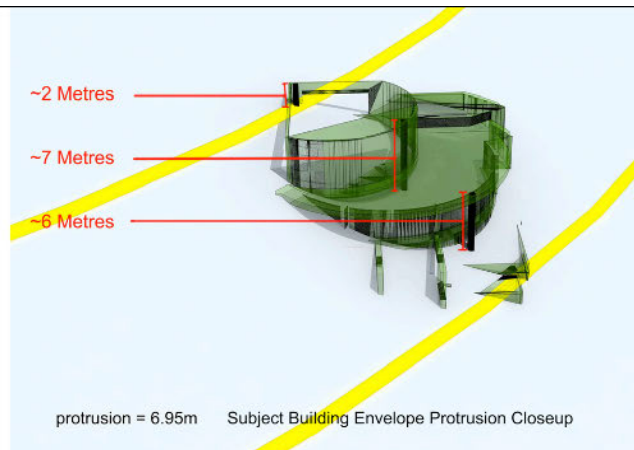 ~2 Metres
~7 Metres
~6 Metres
protrusion = 6.95m Subject Building Envelope Protrusion Closeup